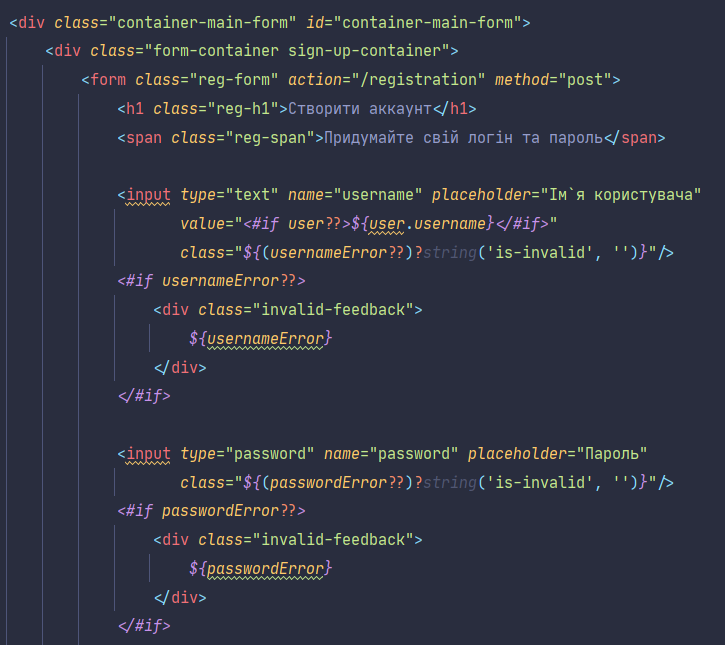 <div class="container-main-form" id="container-main-form">
<div class="form-container sign-up-container">
<form class="reg-form" action="/registration" method="post">
<h1 class="reg-h1">Створити аккаунт</h1>
<span class="reg-span">Придумайте свій логін та пароль</span>
<input type="text" name="username" placeholder="Ім`я користувача"
value="<#if user??>${user.username}</#if>"
class="${(usernameError??)?string('is-invalid', '')}"/>
<#if usernameError??>
<div class="invalid-feedback">
${usernameError}
</div>
</#if>
<input type="password" name="password" placeholder="Пароль"
class="${(passwordError??)?string('is-invalid', '')}"/>
<#if passwordError??>
<div class="invalid-feedback">
${passwordError}
</div>
</#if>